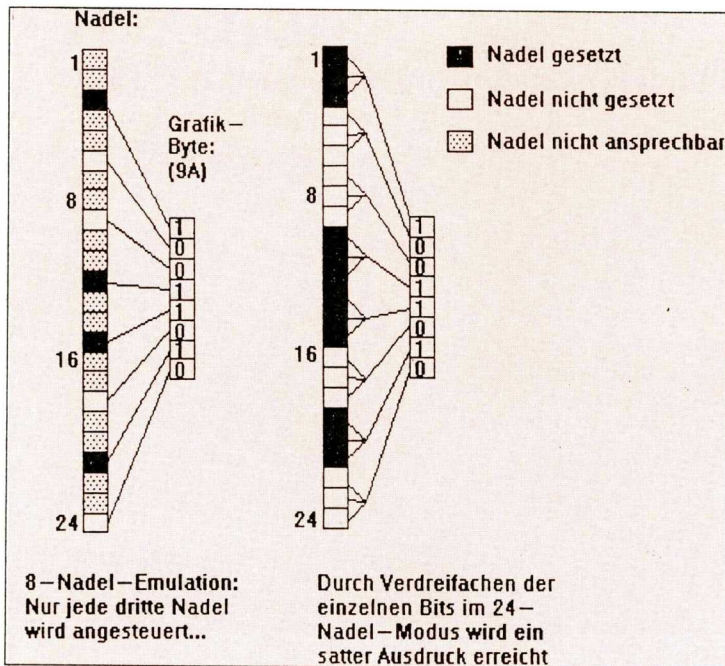 Nadel:
1
8
16
24
Grafik—
Byte:
(9A)
1
0
0
1
1
0
1
0
1
8
16
24
1
0
0
1
1
0
1
0
Nadel gesetzt
Nadel nicht gesetzt
Nadel nicht ansprechbar
8—Nadel—Emulation:
Nur jede dritte Nadel
wird angesteuert...
Durch Verdreifachen der
einzelnen Bits im 24—
Nadel—Modus wird ein
satter Ausdruck erreicht